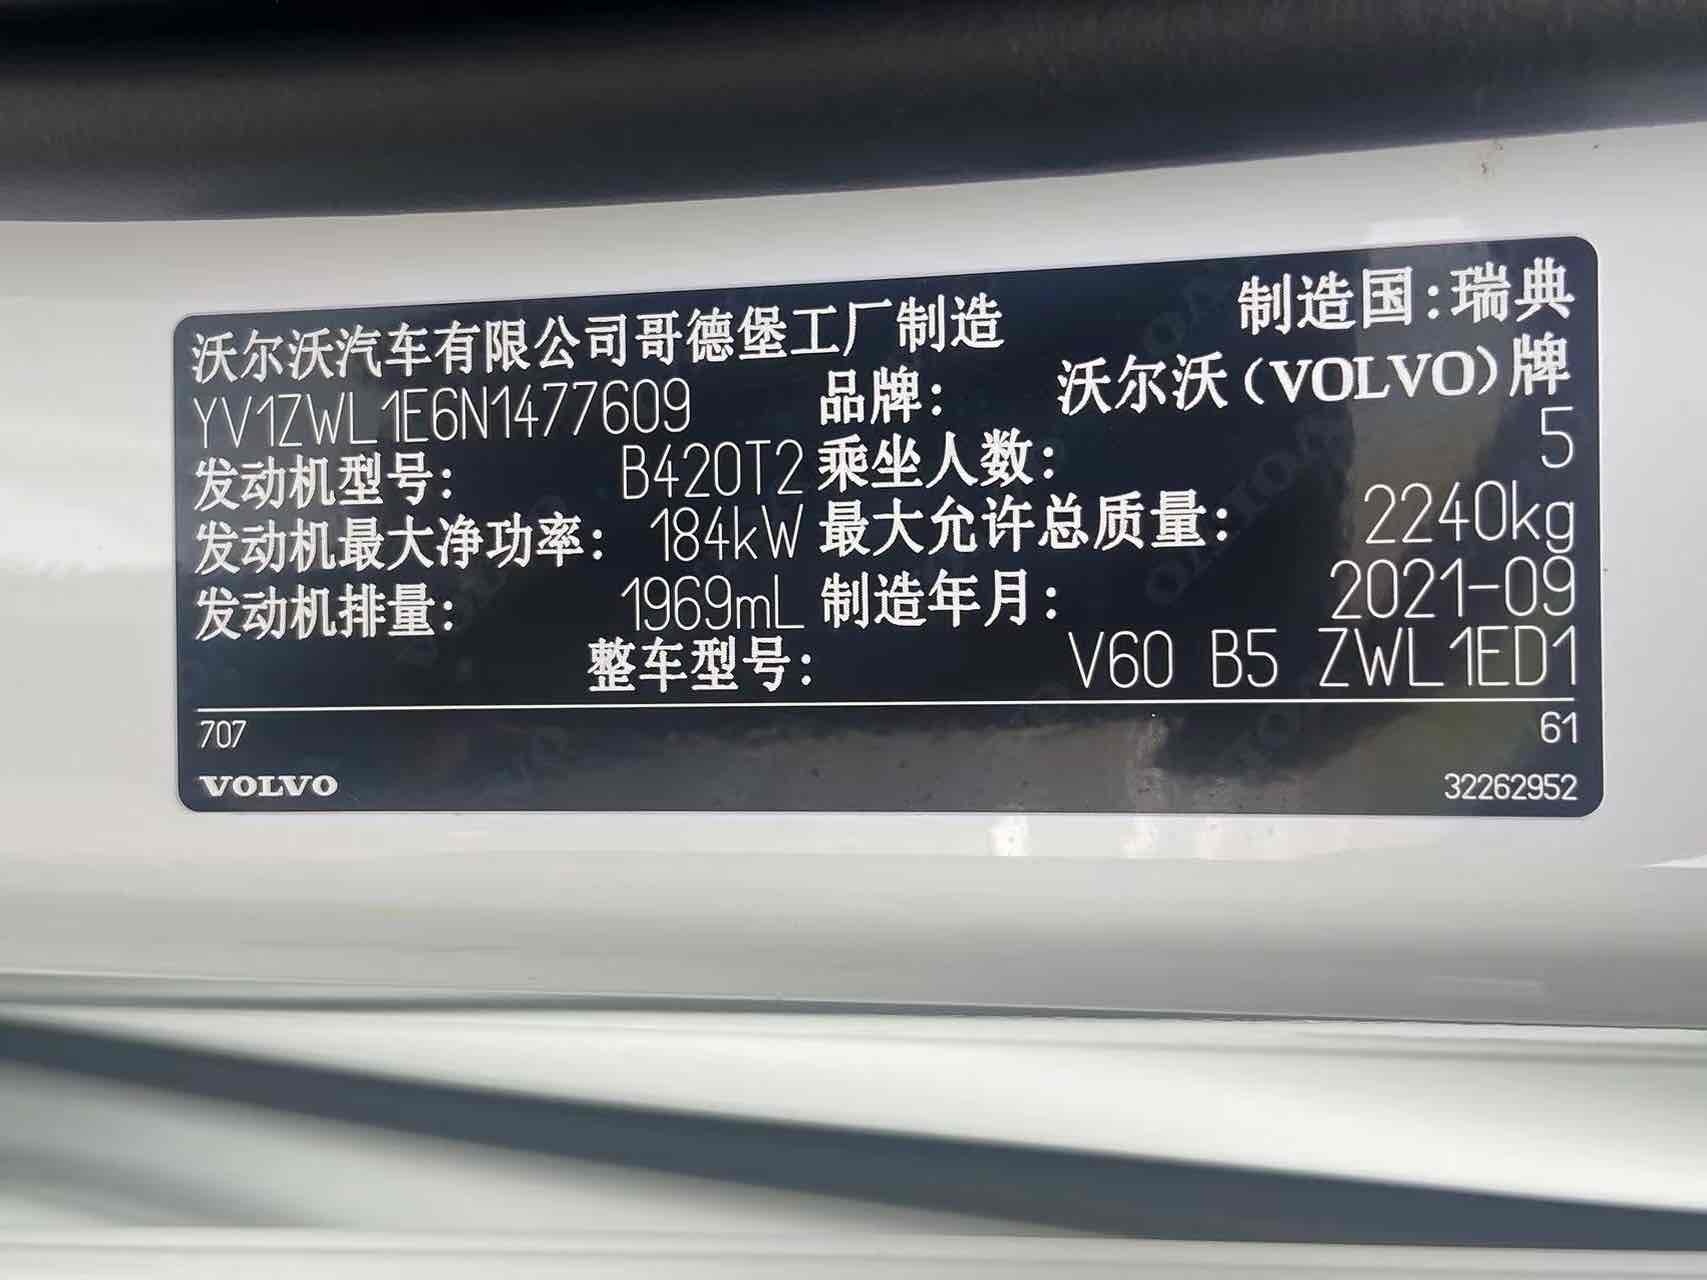 沃尔沃汽车有限公司哥德堡工厂制造 制造国:瑞典
YV1ZWL1E6N1477609 品牌: 沃尔沃(VOLVO)牌
发动机型号: B420T2 乘坐人数: 5
发动机最大净功率: 184kW 最大允许总质量: 2240kg
发动机排量: 1969mL 制造年月: 2021-09
整车型号: V60 B5 ZWL1ED1
707 61
VOLVO 32262952